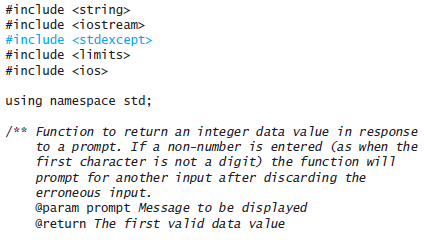 #include <string>
#include <iostream>
#include <stdexcept>
#include <limits>
#include <ios>
using namespace std;
/** Function to return an integer data value in response
to a prompt. If a non-number is entered (as when the
first character is not a digit) the function will
prompt for another input after discarding the
erroneous input.
@param prompt Message to be displayed
@return The first valid data value